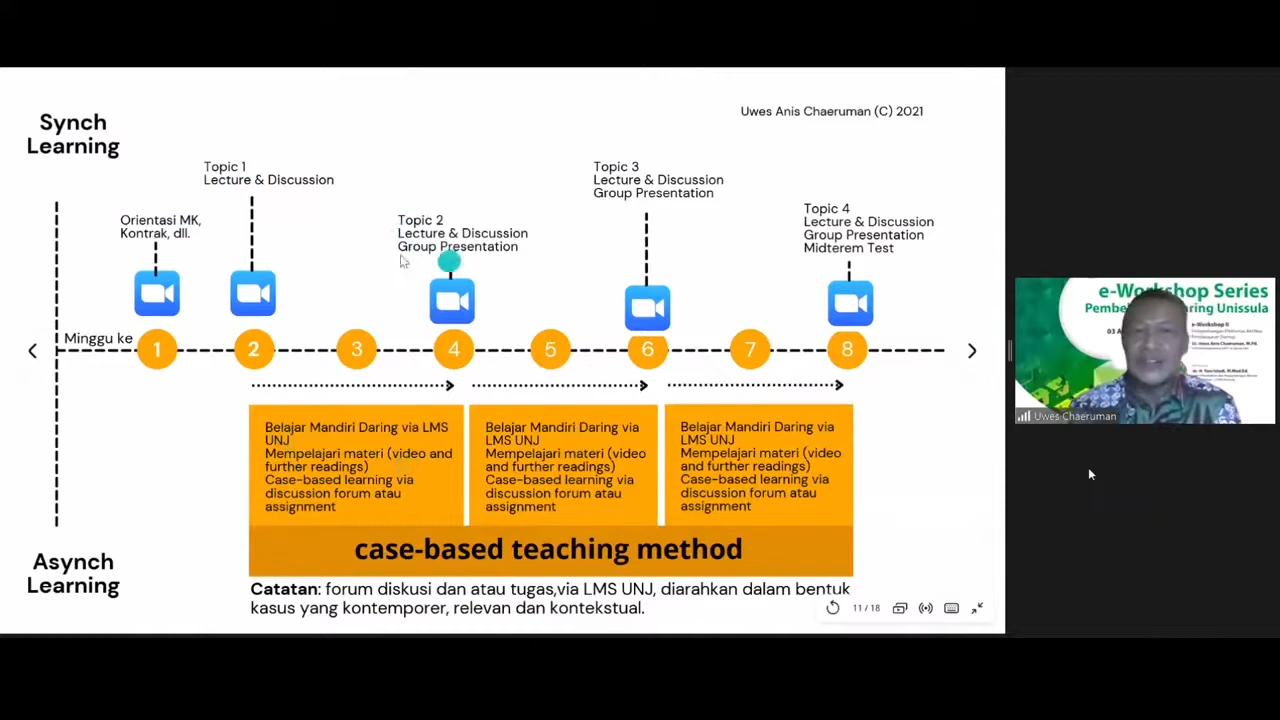 Synch
Learning
Uwes Anis Chaeruman (C) 2021
Topic 1
Lecture & Discussion
Topic 3
Lecture & Discussion
Group Presentation
Orientasi MK,
Kontrak, dll.
Topic 2
Lecture & Discussion
Group Presentation
Topic 4
Lecture & Discussion
Group Presentation
Midterem Test
Minggu ke
1
2
3
4
5
6
7
8
Belajar Mandiri Daring via LMS
UNJ
Mempelajari materi (video and
further readings)
Case-based learning via
discussion forum atau
assignment
Belajar Mandiri Daring via
LMS UNJ
Mempelajari materi (video
and further readings)
Case-based learning via
discussion forum atau
assignment
Belajar Mandiri Daring via
LMS UNJ
Mempelajari materi (video
and further readings)
Case-based learning via
discussion forum atau
assignment
case-based teaching method
Asynch
Learning
Catatan: forum diskusi dan atau tugas,via LMS UNJ, diarahkan dalam bentuk
kasus yang kontemporer, relevan dan kontekstual.
11 / 18
e-Workshop Series
Daring Unissula
e-Workshop II
Uwes Chaeruman